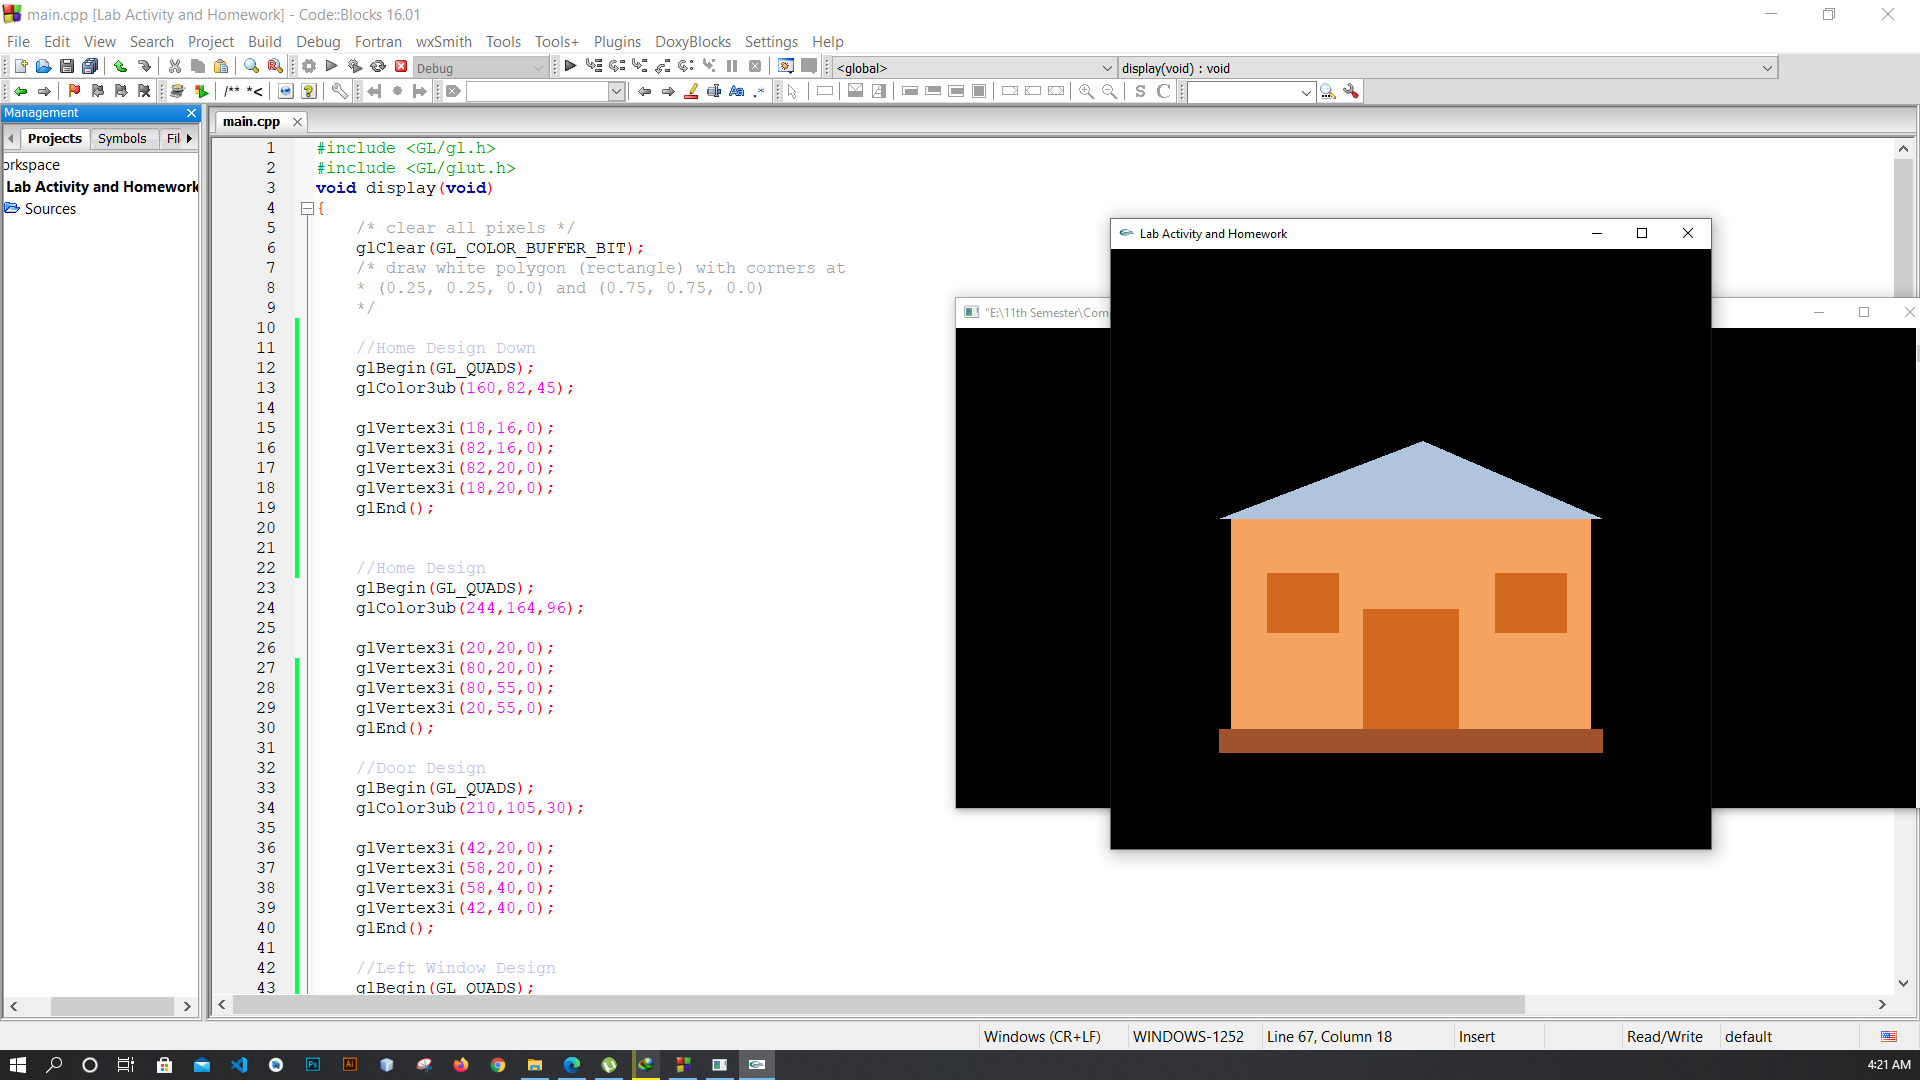 main.cpp [Lab Activity and Homework] - Code::Blocks 16.01
File Edit View Search Project Build Debug Fortran wxSmith Tools Tools+ Plugins DoxyBlocks Settings Help
Debug
<global>
display(void) : void
/** *<
Management
Projects Symbols Fil
orkspace
Lab Activity and Homework
Sources
main.cpp
1 #include <GL/gl.h>
2 #include <GL/glut.h>
3 void display(void)
4 {
5 /* clear all pixels */
6 glClear(GL_COLOR_BUFFER_BIT);
7 /* draw white polygon (rectangle) with corners at
8 * (0.25, 0.25, 0.0) and (0.75, 0.75, 0.0)
9 */
10
11 //Home Design Down
12 glBegin(GL_QUADS);
13 glColor3ub(160,82,45);
14
15 glVertex3i(18,16,0);
16 glVertex3i(82,16,0);
17 glVertex3i(82,20,0);
18 glVertex3i(18,20,0);
19 glEnd();
20
21
22 //Home Design
23 glBegin(GL_QUADS);
24 glColor3ub(244,164,96);
25
26 glVertex3i(20,20,0);
27 glVertex3i(80,20,0);
28 glVertex3i(80,55,0);
29 glVertex3i(20,55,0);
30 glEnd();
31
32 //Door Design
33 glBegin(GL_QUADS);
34 glColor3ub(210,105,30);
35
36 glVertex3i(42,20,0);
37 glVertex3i(58,20,0);
38 glVertex3i(58,40,0);
39 glVertex3i(42,40,0);
40 glEnd();
41
42 //Left Window Design
43 glBegin(GL_QUADS);
Lab Activity and Homework
"E:\11th Semester\Com
Windows (CR+LF) WINDOWS-1252 Line 67, Column 18 Insert Read/Write default
4:21 AM